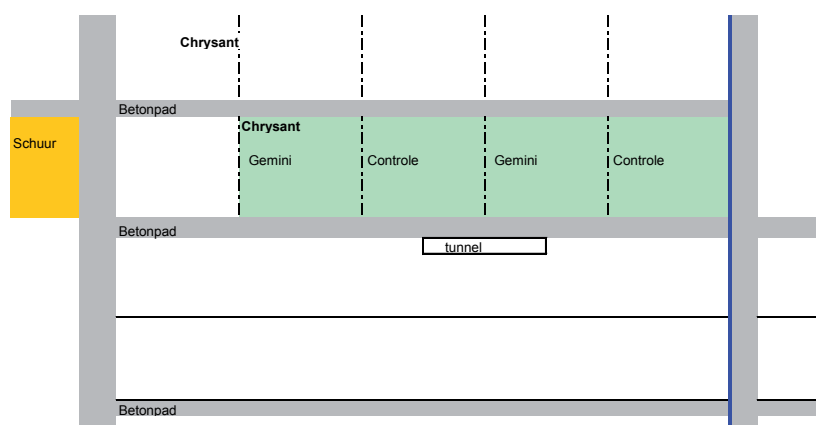 Chrysant
Betonpad
Chrysant
Schuur
Gemini
Controle
Gemini
Controle
Betonpad
tunnel
Betonpad